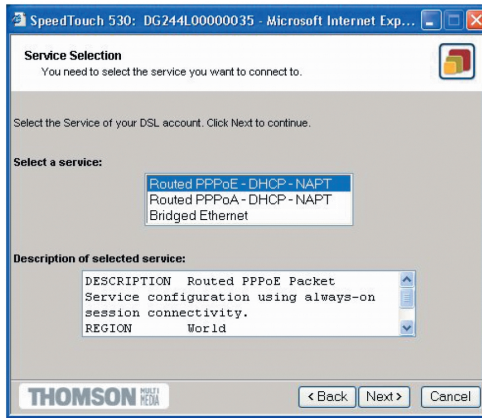 SpeedTouch 530: DG244L00000035 - Microsoft Internet Exp...
Service Selection
You need to select the service you want to connect to.
Select the Service of your DSL account. Click Next to continue.
Select a service:
Routed PPPoE - DHCP - NAPT
Routed PPPoA - DHCP - NAPT
Bridged Ethernet
Description of selected service:
DESCRIPTION Routed PPPoE Packet
Service configuration using always-on
session connectivity.
REGION World
THOMSON MULTI MEDIA
< Back Next > Cancel